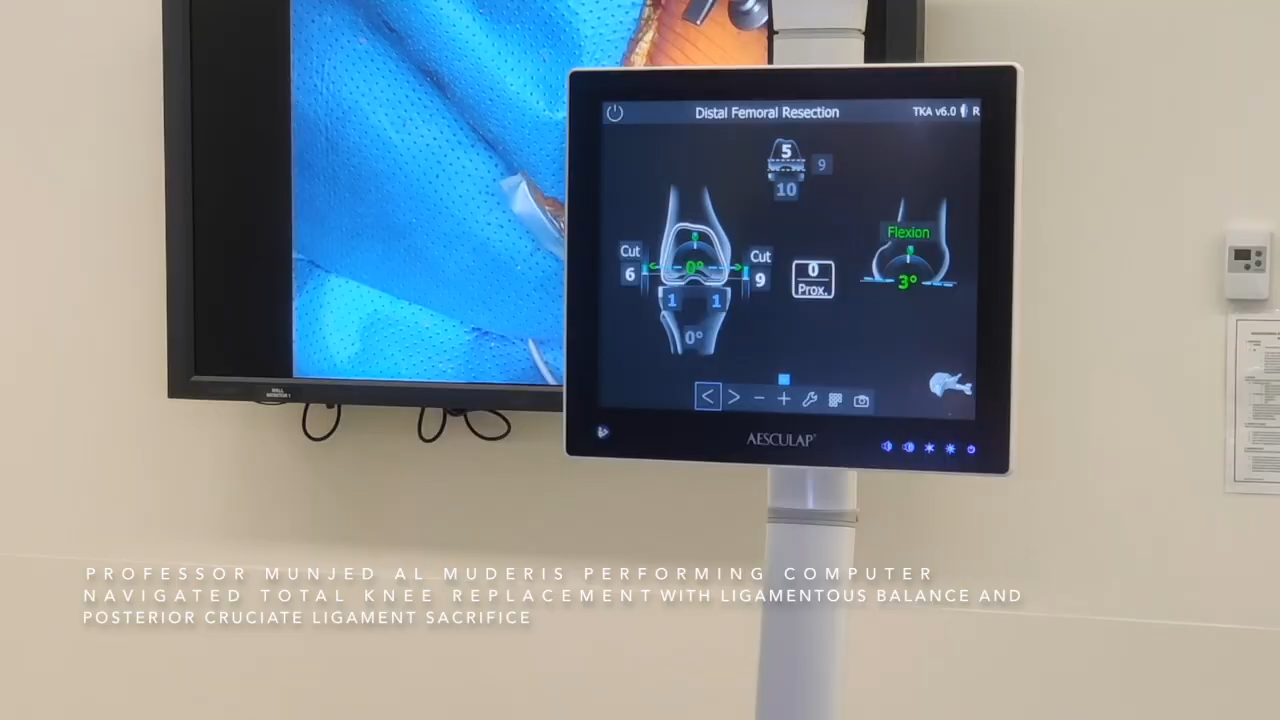 Distal Femoral Resection
TKA v6.0 R
5
9
10
Flexion
Cut
6
0°
Cut
9
0
Prox.
3°
1
1
0°
AESCULAP®
PROFESSOR MUNJED AL MUDERIS PERFORMING COMPUTER
NAVIGATED TOTAL KNEE REPLACEMENT WITH LIGAMENTOUS BALANCE AND
POSTERIOR CRUCIATE LIGAMENT SACRIFICE